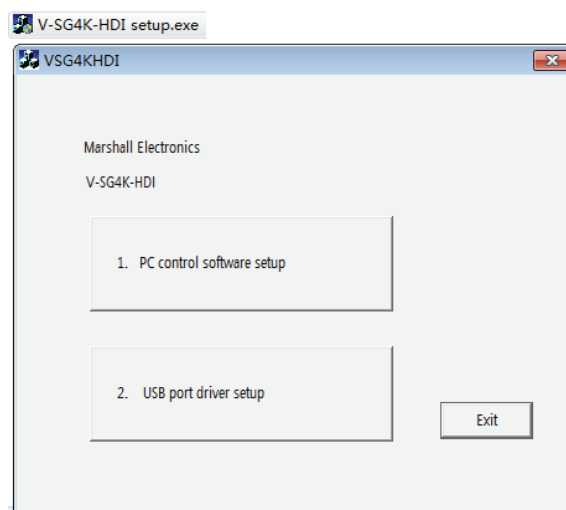 V-SG4K-HDI setup.exe
VSG4KHDI
Marshall Electronics
V-SG4K-HDI
1. PC control software setup
2. USB port driver setup
Exit